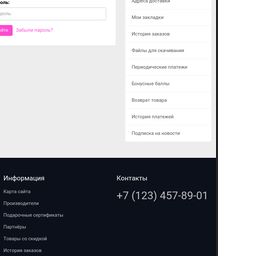 Адреса доставки
Мои закладки
История заказов
Файлы для скачивания
Периодические платежи
Бонусные баллы
Возврат товара
История платежей
Подписка на новости
Забыли пароль?
Информация
Карта сайта
Производители
Подарочные сертификаты
Партнёры
Товары со скидкой
История заказов
Контакты
+7 (123) 457-89-01